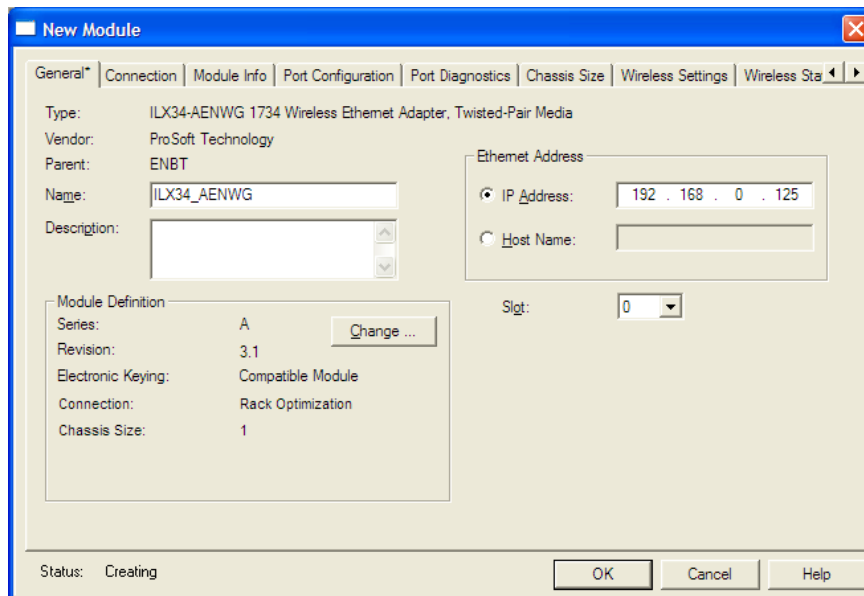 New Module
General* Connection Module Info Port Configuration Port Diagnostics Chassis Size Wireless Settings Wireless Sta
Type: ILX34-AENWG 1734 Wireless Ethernet Adapter, Twisted-Pair Media
Vendor: ProSoft Technology
Parent: ENBT
Name: ILX34_AENWG
Description:
Ethernet Address
IP Address: 192 . 168 . 0 . 125
Host Name:
Slot: 0
Module Definition
Series: A
Change ...
Revision: 3.1
Electronic Keying: Compatible Module
Connection: Rack Optimization
Chassis Size: 1
Status: Creating
OK Cancel Help